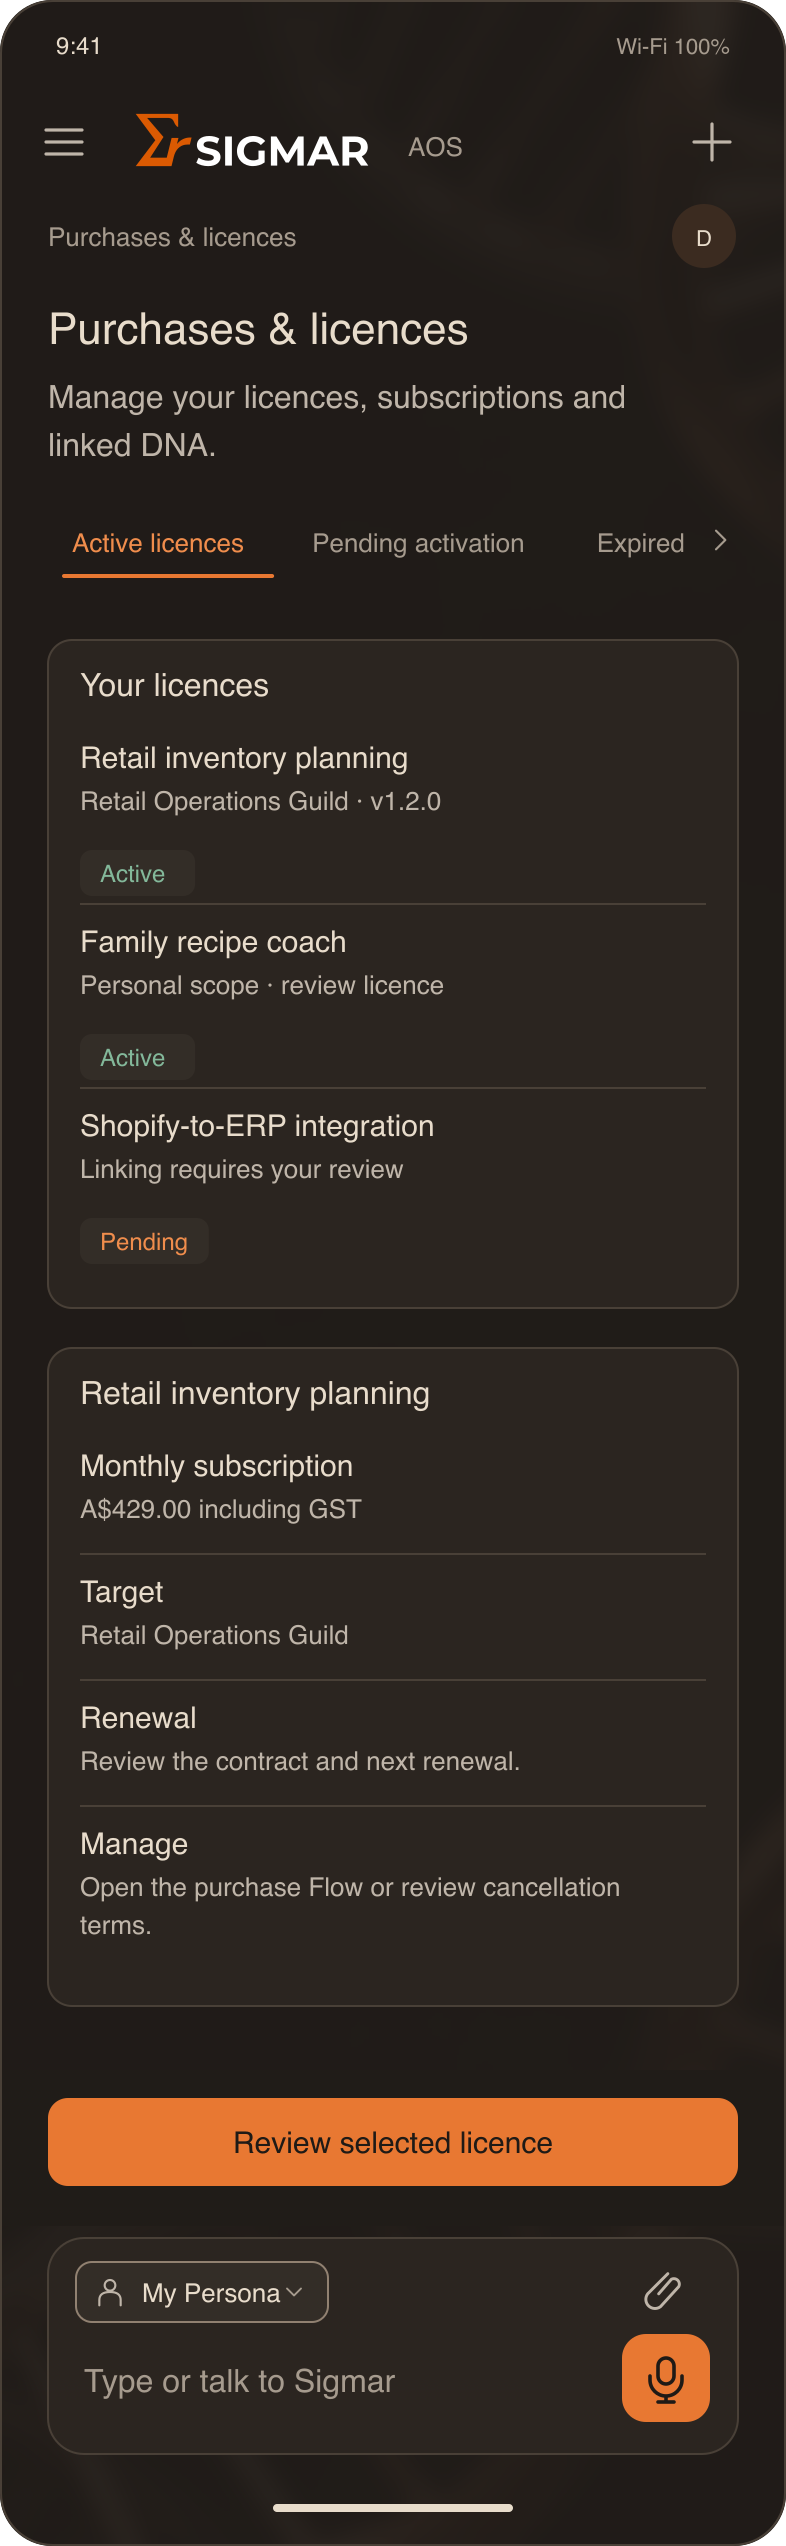 9:41 Wi-Fi 100%
Σr SIGMAR AOS
Purchases & licences D
Purchases & licences
Manage your licences, subscriptions and
linked DNA.
Active licences Pending activation Expired
Your licences
Retail inventory planning
Retail Operations Guild · v1.2.0
Active
Family recipe coach
Personal scope · review licence
Active
Shopify-to-ERP integration
Linking requires your review
Pending
Retail inventory planning
Monthly subscription
A$429.00 including GST
Target
Retail Operations Guild
Renewal
Review the contract and next renewal.
Manage
Open the purchase Flow or review cancellation
terms.
Review selected licence
My Persona
Type or talk to Sigmar